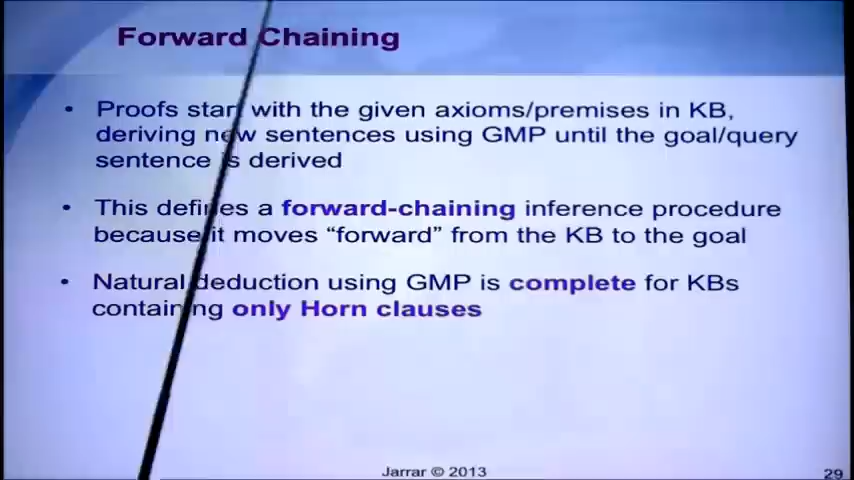 Forward Chaining
• Proofs start with the given axioms/premises in KB,
deriving new sentences using GMP until the goal/query
sentence is derived
• This defines a forward-chaining inference procedure
because it moves “forward” from the KB to the goal
• Natural deduction using GMP is complete for KBs
containing only Horn clauses
Jarrar © 2013
29